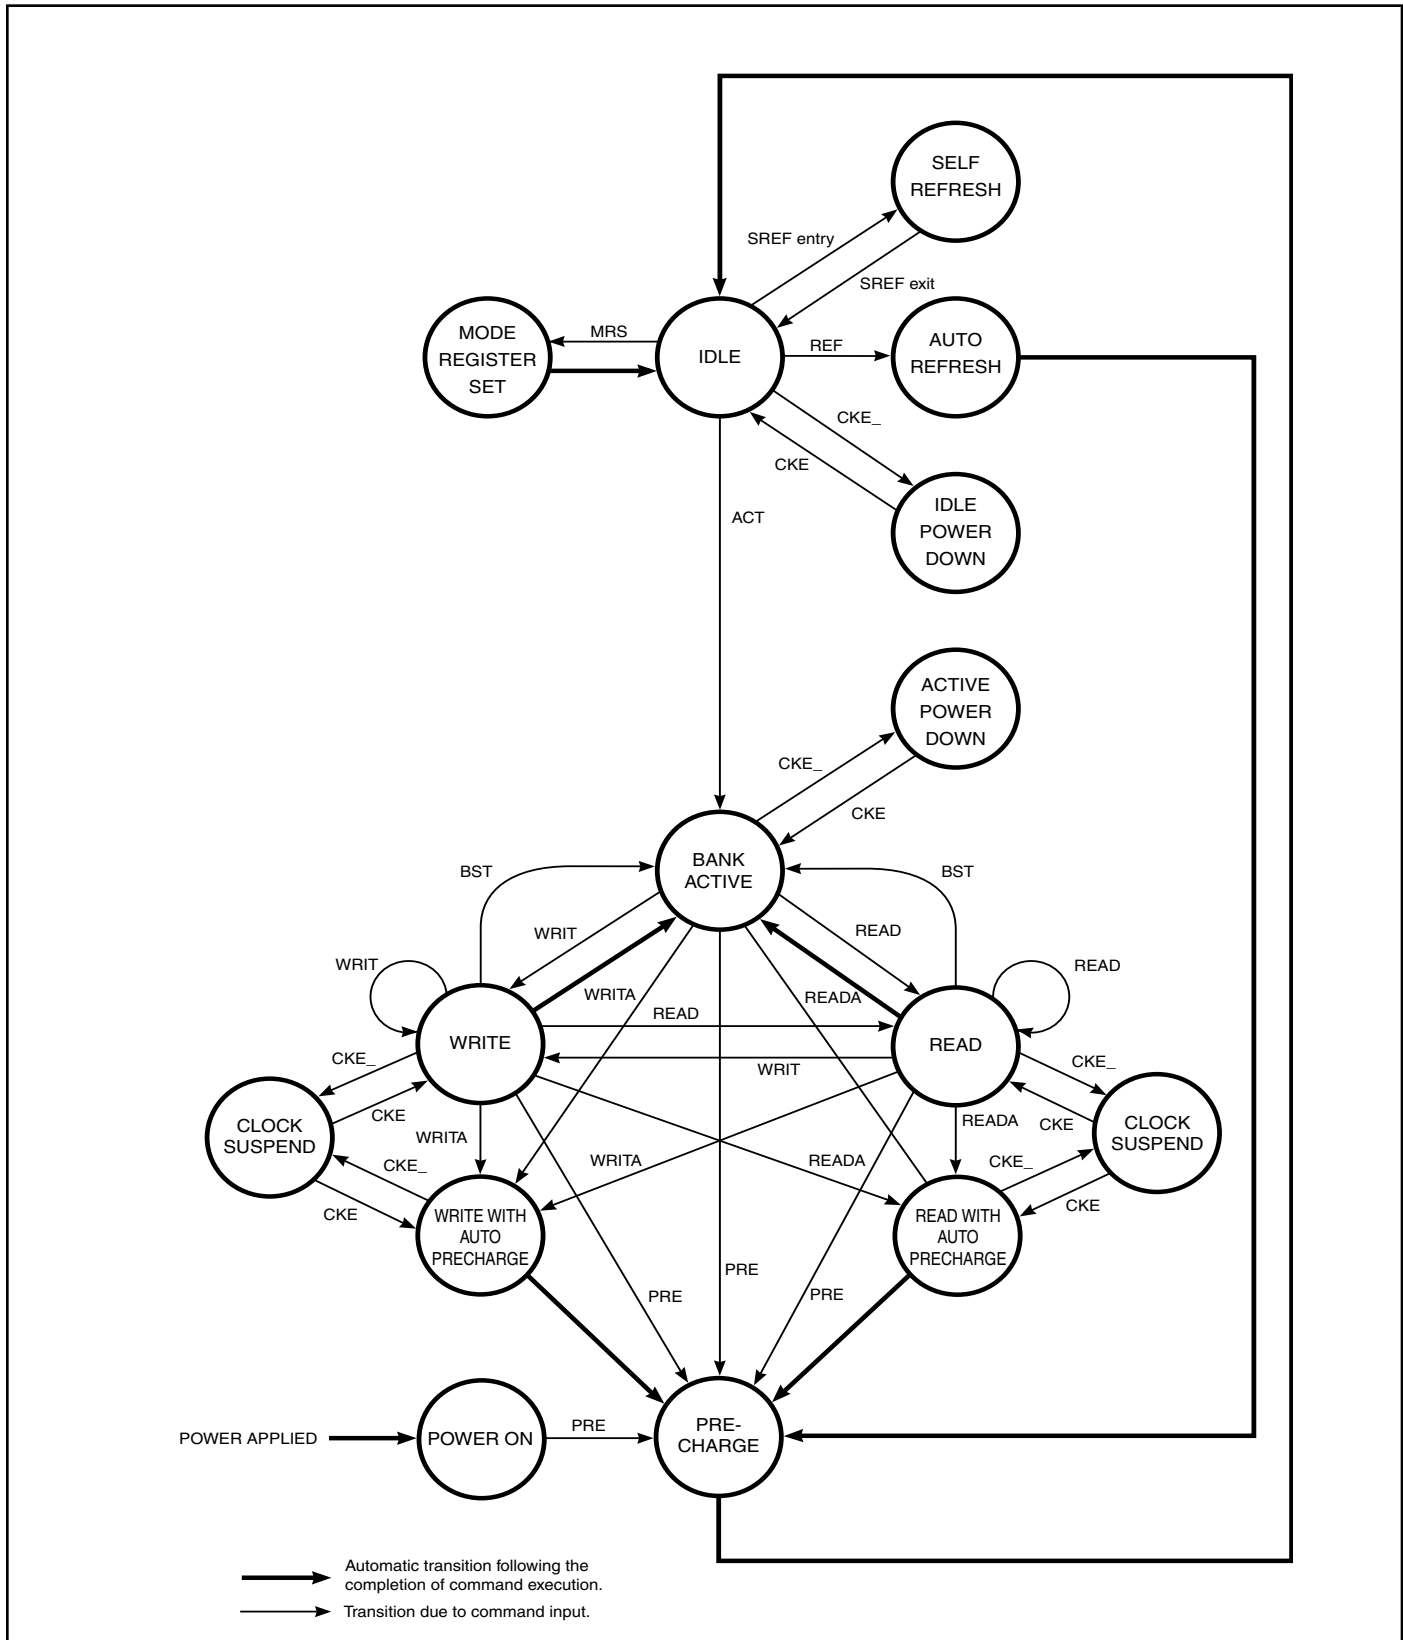 SELF
REFRESH
SREF entry
SREF exit
MODE
REGISTER
SET
MRS
IDLE
REF
AUTO
REFRESH
CKE_
CKE
IDLE
POWER
DOWN
ACT
ACTIVE
POWER
DOWN
CKE_
CKE
BANK
ACTIVE
BST
BST
WRIT
READ
WRIT
READ
WRITA
READA
READ
WRITE
READ
WRIT
CKE_
CKE_
CKE
CKE
CLOCK
SUSPEND
CLOCK
SUSPEND
WRITA
READA
CKE_
WRITA
READA
CKE_
CKE
CKE
WRITE WITH
AUTO
PRECHARGE
READ WITH
AUTO
PRECHARGE
PRE
PRE
PRE
POWER APPLIED
POWER ON
PRE
PRE-
CHARGE
Automatic transition following the
completion of command execution.
Transition due to command input.